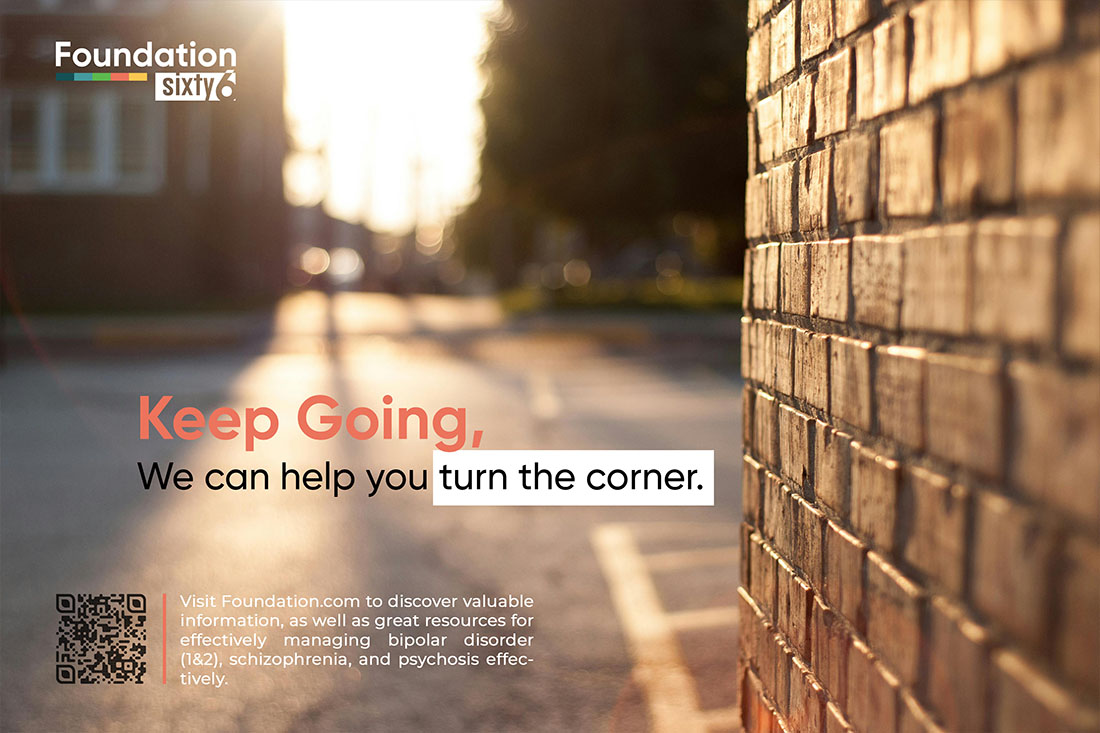 Foundation
sixty6
Keep Going,
We can help you turn the corner.
Visit Foundation.com to discover valuable
information, as well as great resources for
effectively managing bipolar disorder
(1&2), schizophrenia, and psychosis effec-
tively.